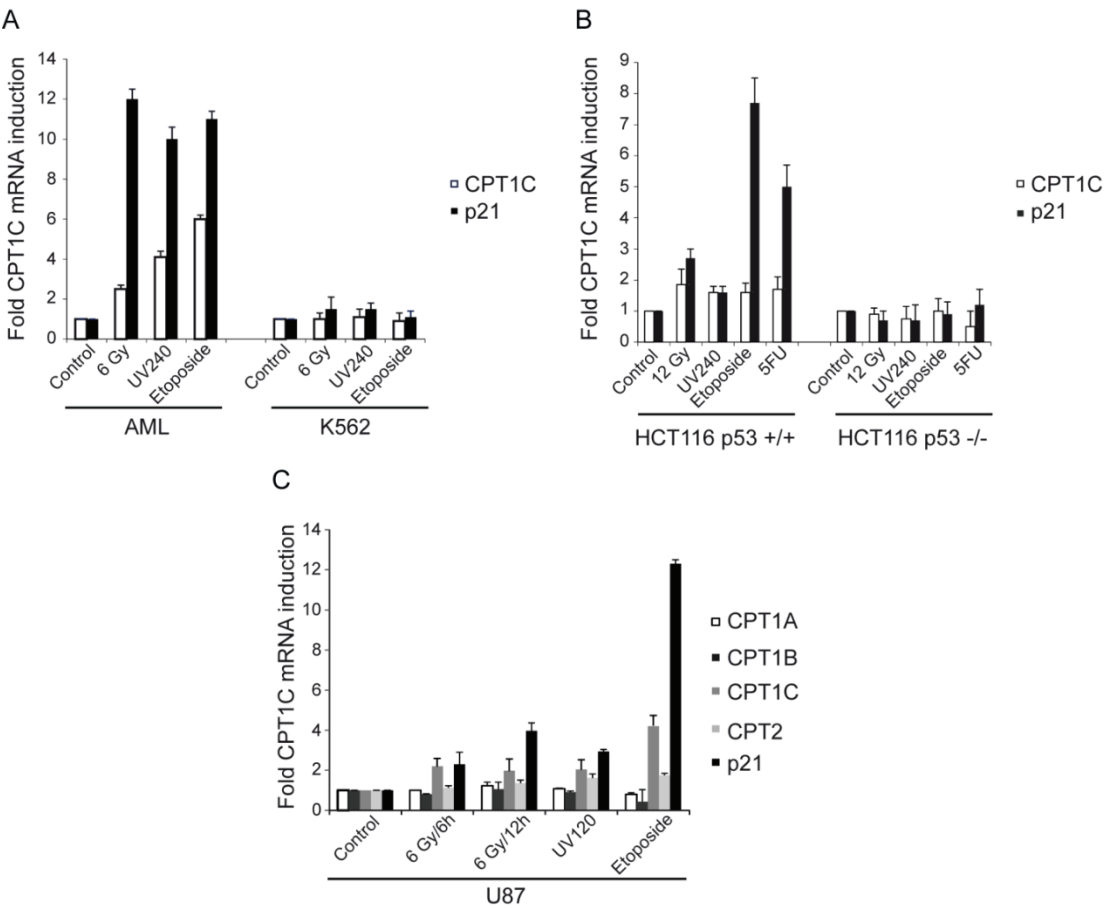 A
Fold CPT1C mRNA induction
14
12
10
8
6
4
2
0
Control
6 Gy
UV240
Etoposide
Control
6 Gy
UV240
Etoposide
AML
K562
CPT1C
p21
B
Fold CPT1C mRNA induction
9
8
7
6
5
4
3
2
1
0
Control
12 Gy
UV240
Etoposide
5FU
Control
12 Gy
UV240
Etoposide
5FU
HCT116 p53 +/+
HCT116 p53 -/-
CPT1C
p21
C
Fold CPT1C mRNA induction
14
12
10
8
6
4
2
0
Control
6 Gy/6h
6 Gy/12h
UV120
Etoposide
U87
CPT1A
CPT1B
CPT1C
CPT2
p21